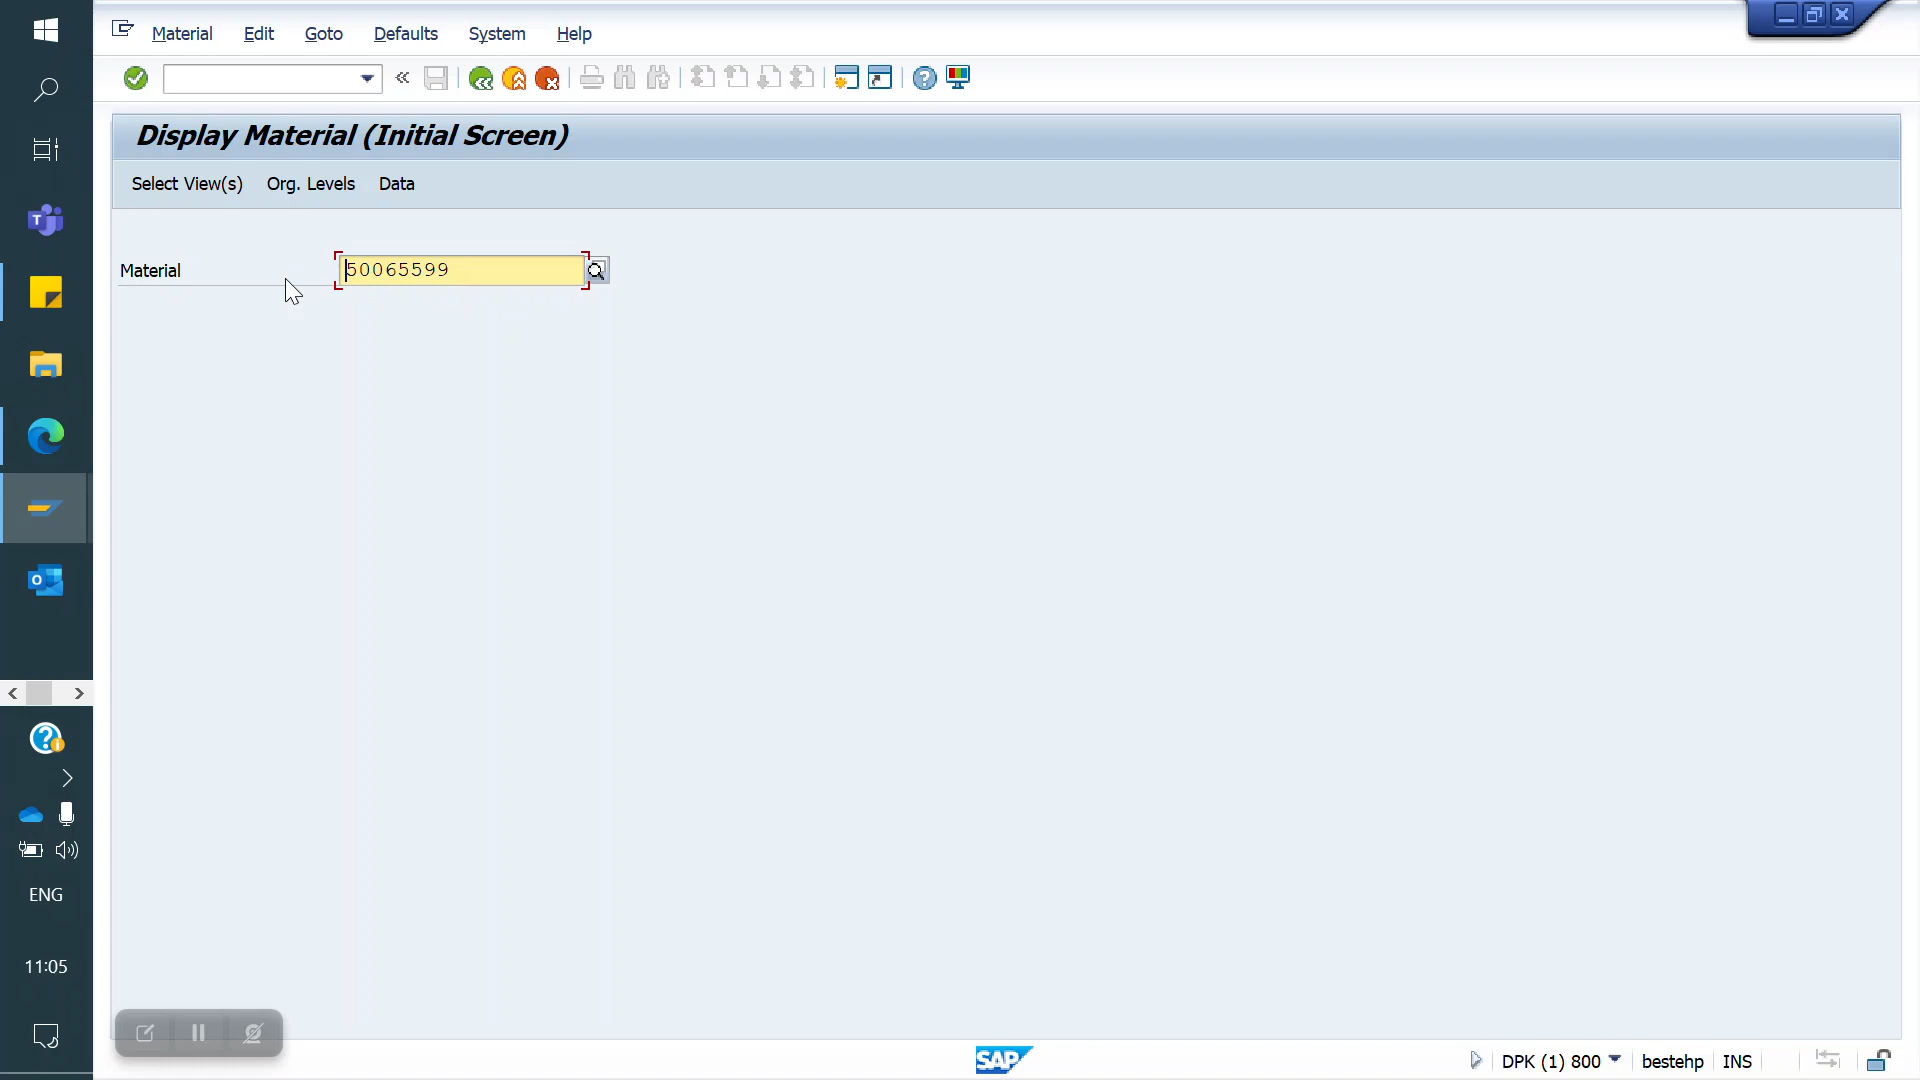 Material Edit Goto Defaults System Help
Display Material (Initial Screen)
Select View(s) Org. Levels Data
Material 50065599
ENG
11:05
SAP DPK (1) 800 bestehp INS